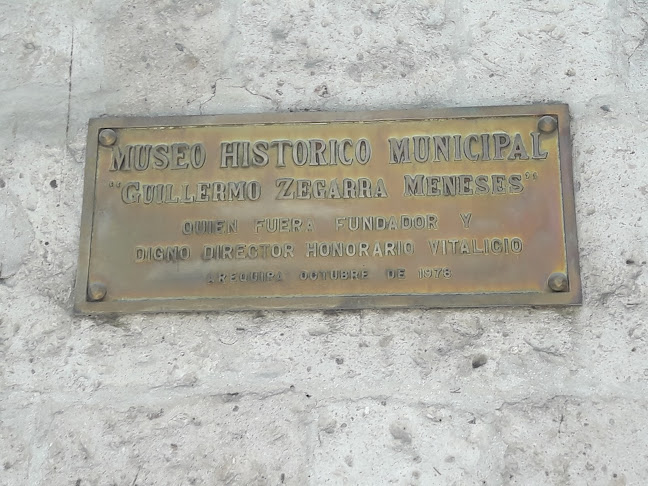 MUSEO HISTORICO MUNICIPAL
"GUILLERMO ZEGARRA MENESES"
QUIEN FUERA FUNDADOR Y
DIGNO DIRECTOR HONORARIO VITALICIO
AREQUIPA OCTUBRE DE 1978